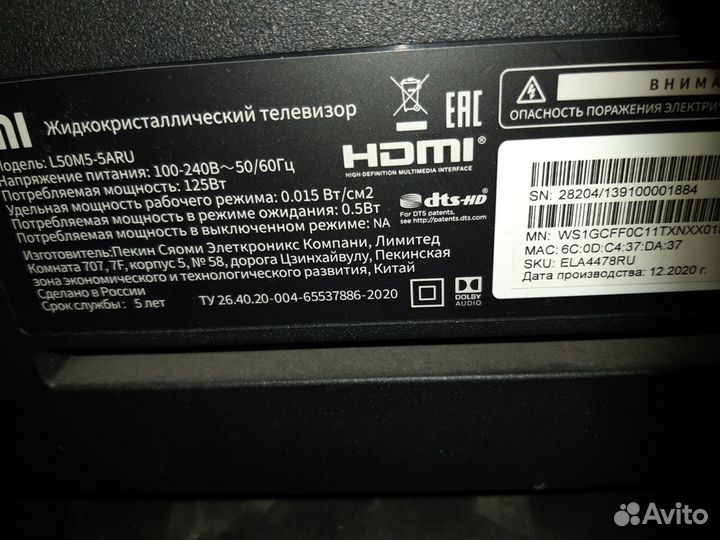 MI Жидкокристаллический телевизор
Модель: L50M5-5ARU
Напряжение питания: 100-240В~50/60Гц
Потребляемая мощность: 125Вт
Удельная мощность рабочего режима: 0.015 Вт/см2
Потребляемая мощность в режиме ожидания: 0.5Вт
Потребляемая мощность в выключенном режиме: NA
Изготовитель: Пекин Сяоми Элеткроникс Компани, Лимитед
Комната 707, 7F, корпус 5, № 58, дорога Цзинхайвулу, Пекинская
зона экономического и технологического развития, Китай
Сделано в России
Срок службы: 5 лет
ТУ 26.40.20-004-65537886-2020
EAC
HDMI
HIGH-DEFINITION MULTIMEDIA INTERFACE
dts-HD
For DTS patents,
see http://patents.dts.com
DOLBY
AUDIO
ВНИМА
ОПАСНОСТЬ ПОРАЖЕНИЯ ЭЛЕКТРИ
SN: 28204/139100001884
MN: WS1GCFF0C11TXNXX018
MAC: 6C:0D:C4:37:DA:37
SKU: ELA4478RU
Дата производства: 12.2020 г.
Avito